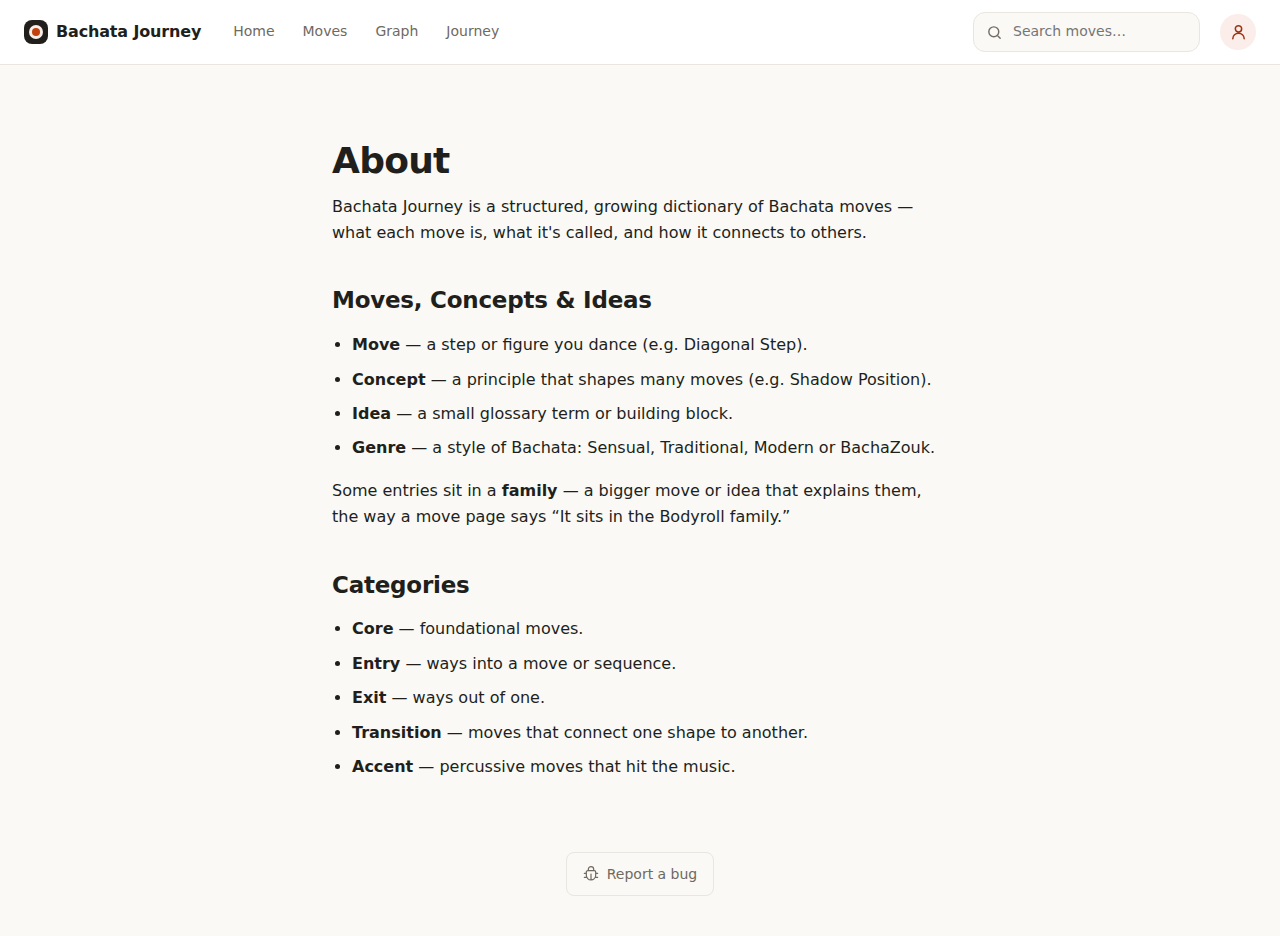 Bachata Journey
Home
Moves
Graph
Journey
Search moves...
About
Bachata Journey is a structured, growing dictionary of Bachata moves —
what each move is, what it's called, and how it connects to others.
Moves, Concepts & Ideas
• Move — a step or figure you dance (e.g. Diagonal Step).
• Concept — a principle that shapes many moves (e.g. Shadow Position).
• Idea — a small glossary term or building block.
• Genre — a style of Bachata: Sensual, Traditional, Modern or BachaZouk.
Some entries sit in a family — a bigger move or idea that explains them,
the way a move page says “It sits in the Bodyroll family.”
Categories
• Core — foundational moves.
• Entry — ways into a move or sequence.
• Exit — ways out of one.
• Transition — moves that connect one shape to another.
• Accent — percussive moves that hit the music.
Report a bug